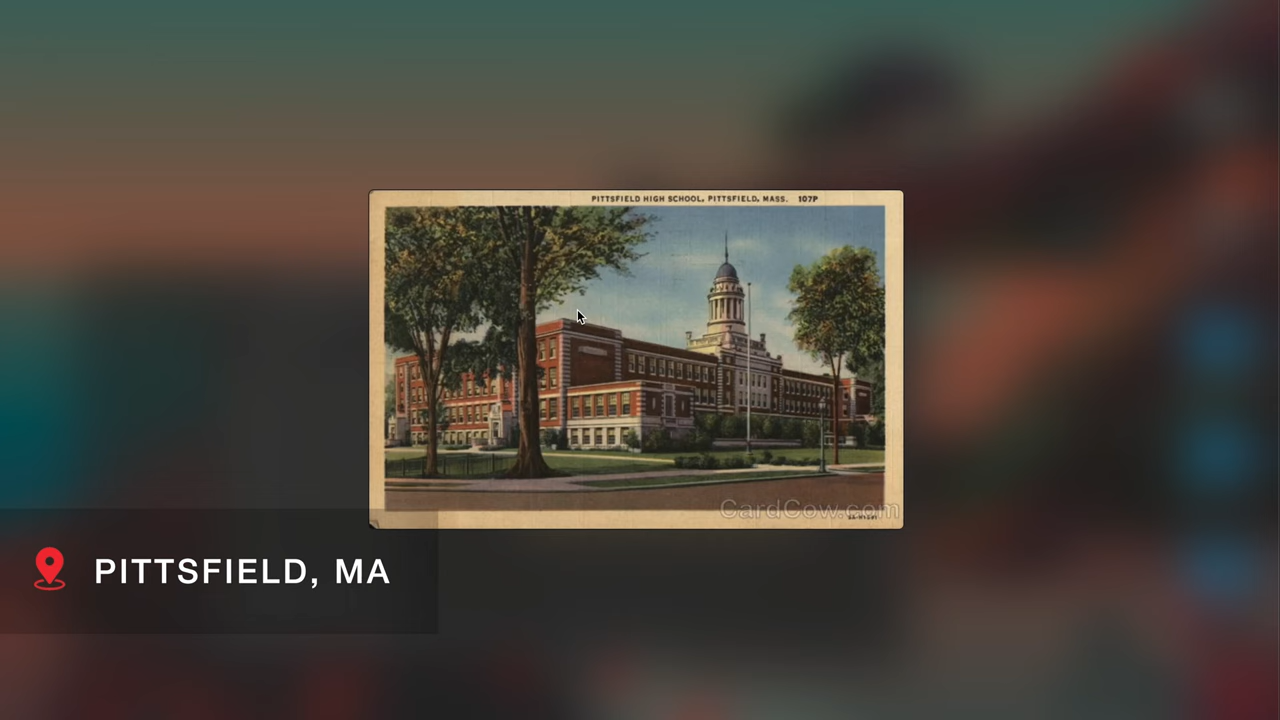 PITTSFIELD HIGH SCHOOL, PITTSFIELD, MASS. 107P
CardCow.com
PITTSFIELD, MA